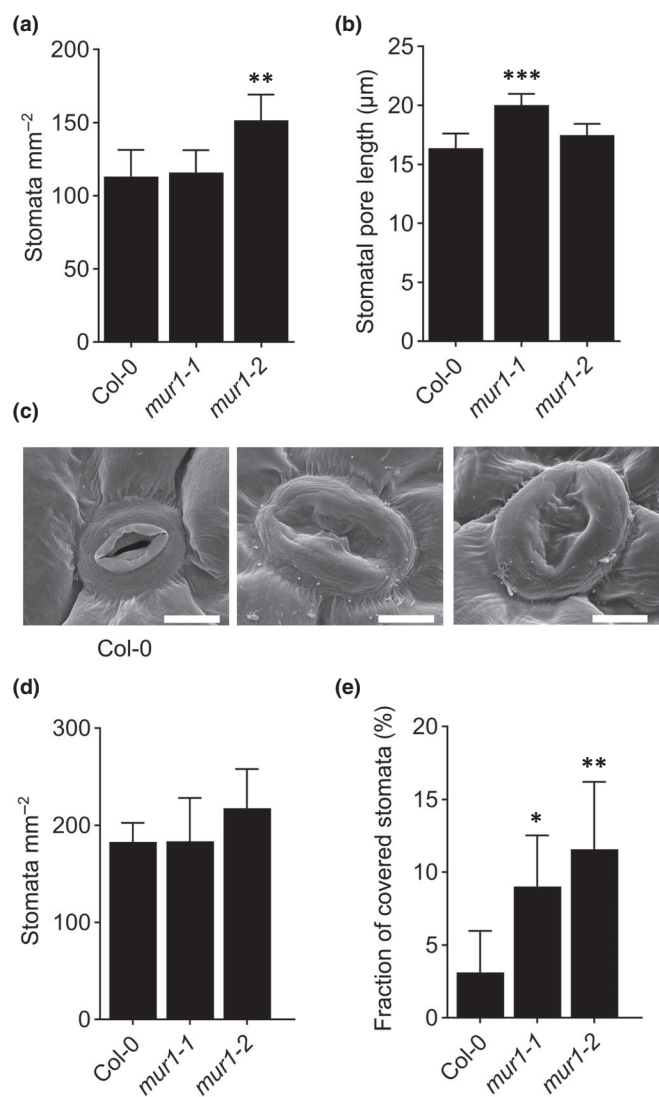 (a)
Stomata mm⁻²
200
150
100
50
0
**
Col-0
mur1-1
mur1-2
(b)
Stomatal pore length (µm)
25
20
15
10
5
0
***
Col-0
mur1-1
mur1-2
(c)
Col-0
(d)
Stomata mm⁻²
300
200
100
0
Col-0
mur1-1
mur1-2
(e)
Fraction of covered stomata (%)
20
15
10
5
0
*
**
Col-0
mur1-1
mur1-2